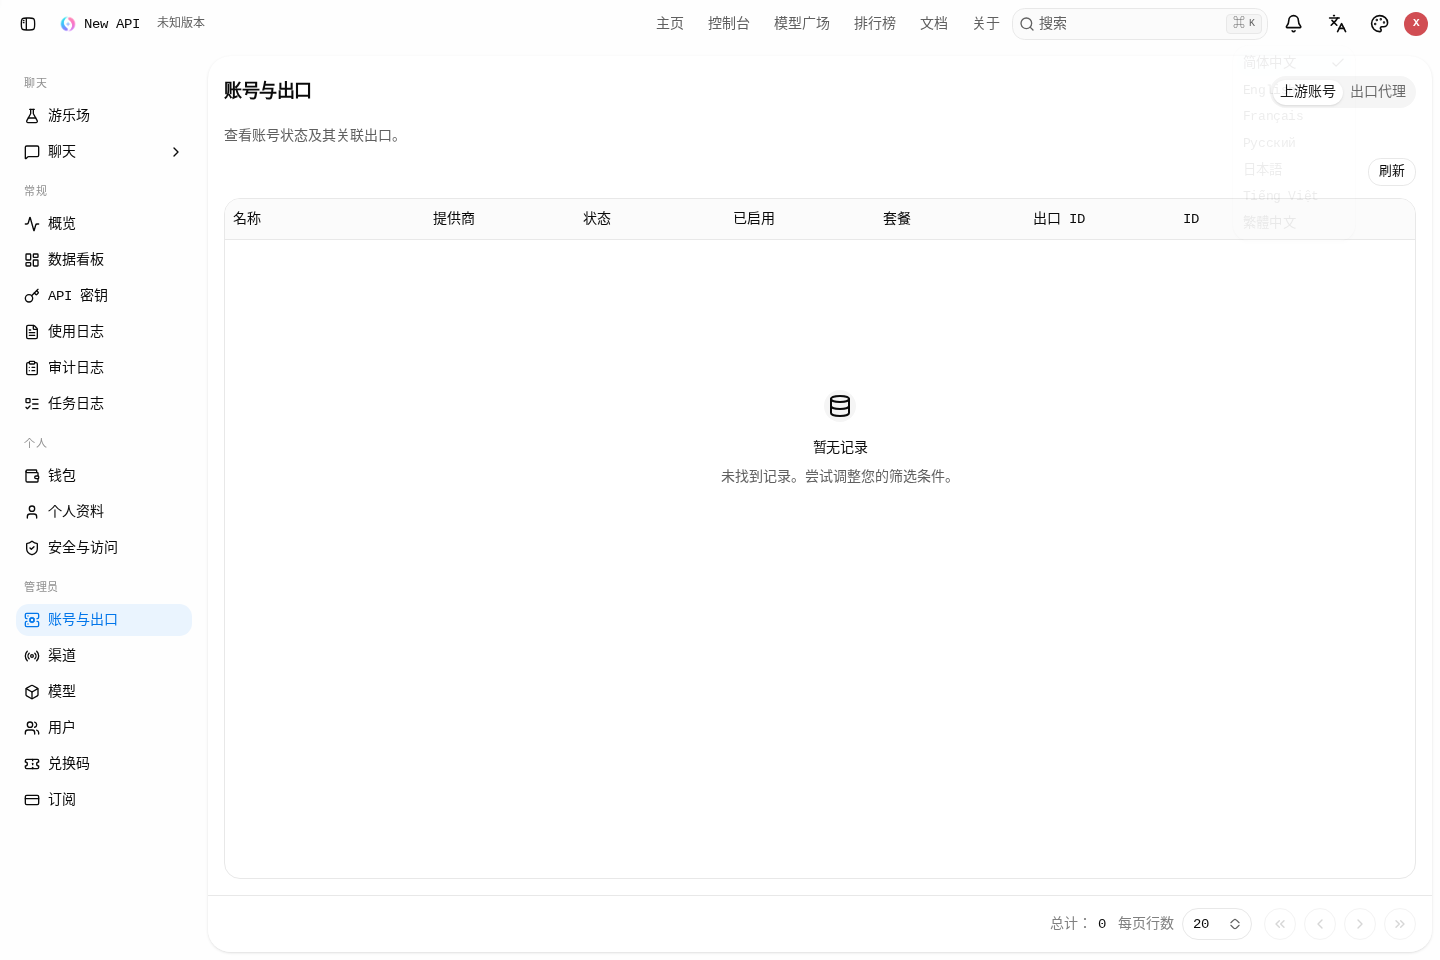 New API 未知版本 主页 控制台 模型广场 排行榜 文档 关于 搜索 ⌘ K X
聊天
游乐场
聊天
常规
概览
数据看板
API 密钥
使用日志
审计日志
任务日志
个人
钱包
个人资料
安全与访问
管理员
账号与出口
渠道
模型
用户
兑换码
订阅
账号与出口
上游账号 出口代理
查看账号状态及其关联出口。
刷新
简体中文
English
Français
Русский
日本語
Tiếng Việt
繁體中文
名称 提供商 状态 已启用 套餐 出口 ID ID
暂无记录
未找到记录。尝试调整您的筛选条件。
总计： 0 每页行数 20